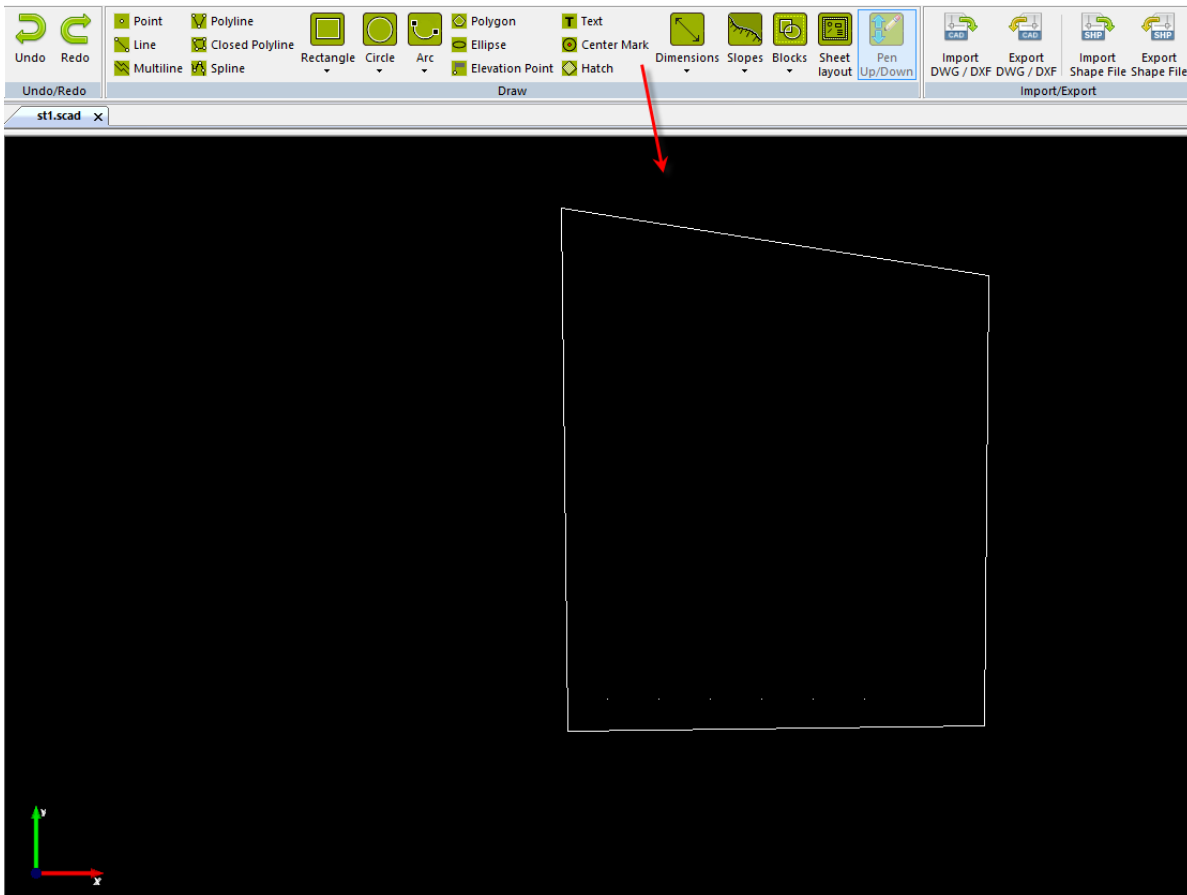 Undo
Redo
Undo/Redo
Point
Line
Multiline
Polyline
Closed Polyline
Spline
Rectangle
Circle
Arc
Polygon
Ellipse
Elevation Point
T Text
Center Mark
Hatch
Dimensions
Slopes
Blocks
Sheet
layout
Pen
Up/Down
Draw
CAD
Import
DWG / DXF
CAD
Export
DWG / DXF
SHP
Import
Shape File
SHP
Export
Shape File
Import/Export
st1.scad x
Y
X